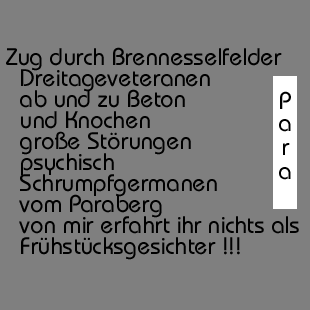 Zug durch Brennesselfelder
Dreitageveteranen
ab und zu Beton
und Knochen
große Störungen
psychisch
Schrumpfgermanen
vom Paraberg
von mir erfahrt ihr nichts als
Frühstücksgesichter !!!
Para